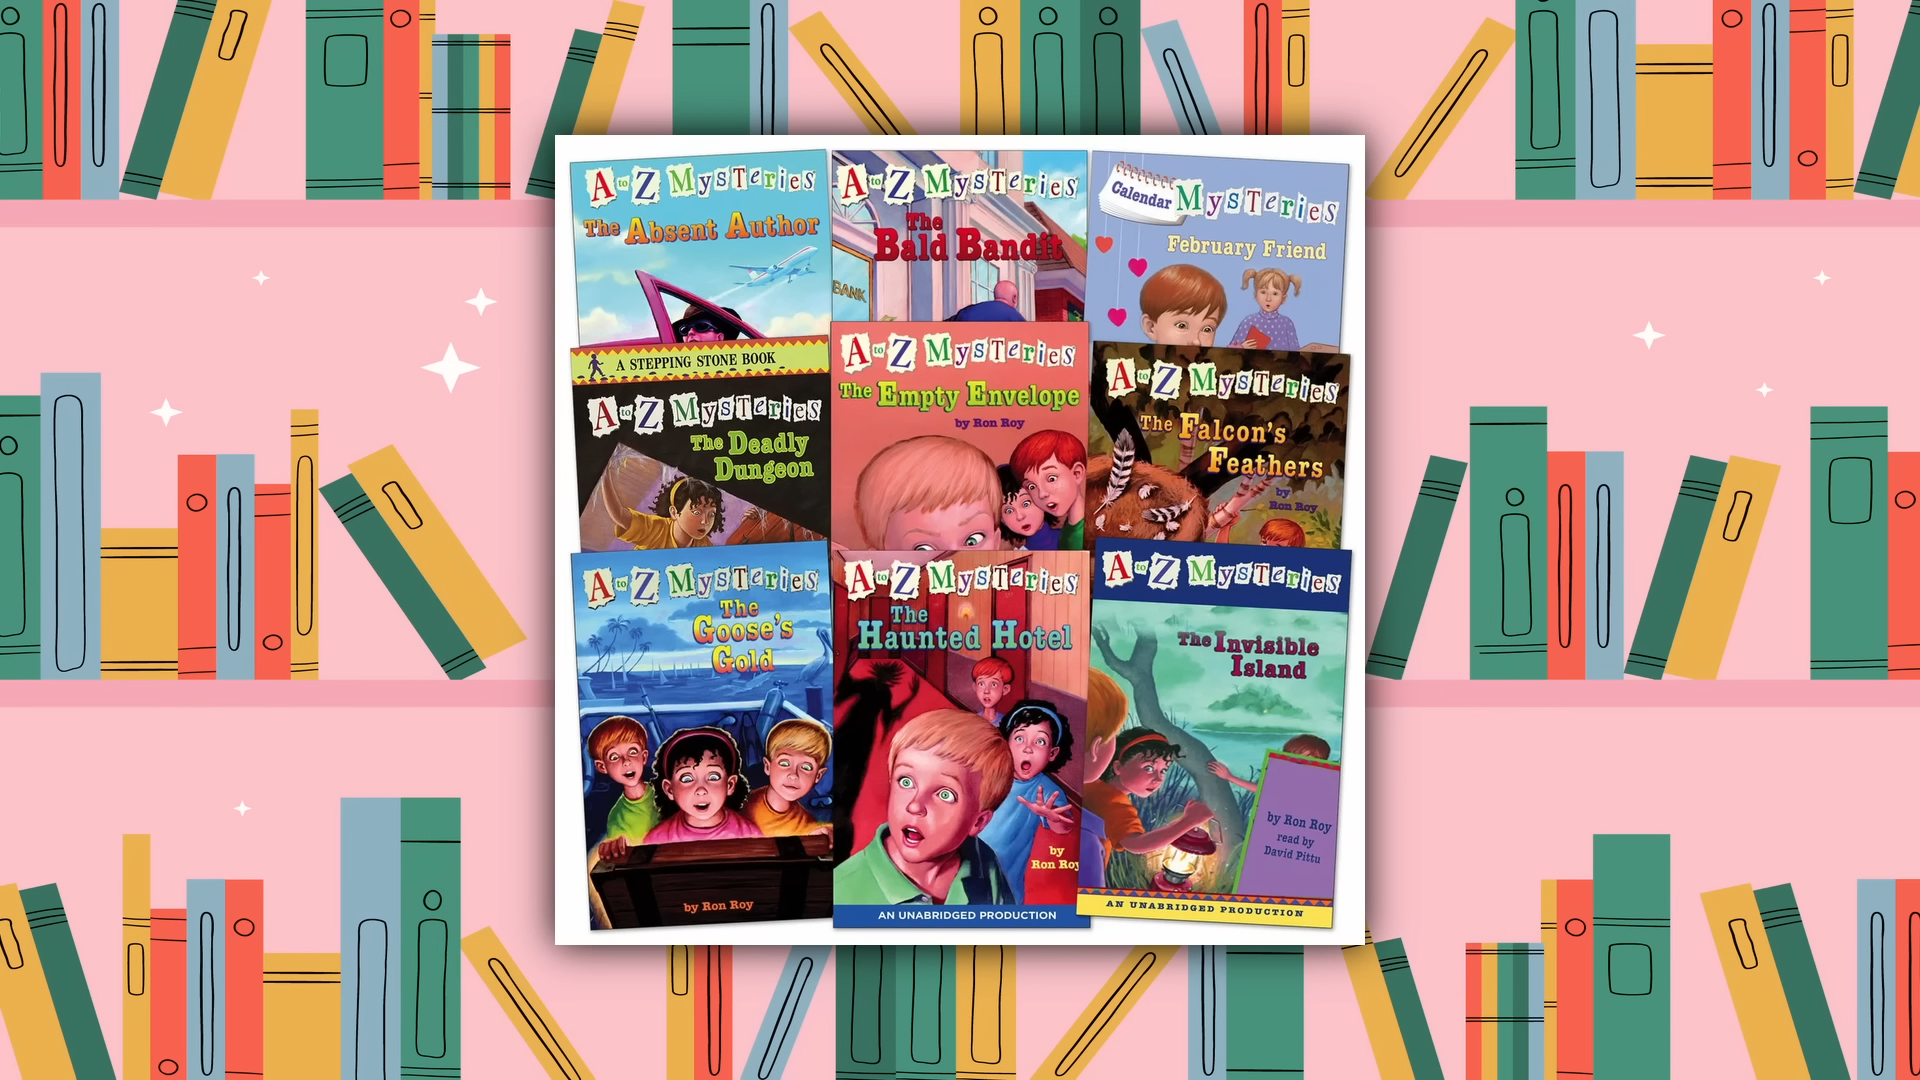 A to Z Mysteries
The Absent Author
A to Z Mysteries
The
Bald Bandit
BANK
Calendar Mysteries
February Friend
A STEPPING STONE BOOK
A to Z Mysteries
The Deadly
Dungeon
A to Z Mysteries
The Empty Envelope
by Ron Roy
A to Z Mysteries
The Falcon's
Feathers
by
Ron Roy
A to Z Mysteries
The
Goose's
Gold
by Ron Roy
A to Z Mysteries
The
Haunted Hotel
by
Ron Roy
AN UNABRIDGED PRODUCTION
A to Z Mysteries
The Invisible
Island
by Ron Roy
read by
David Pittu
AN UNABRIDGED PRODUCTION